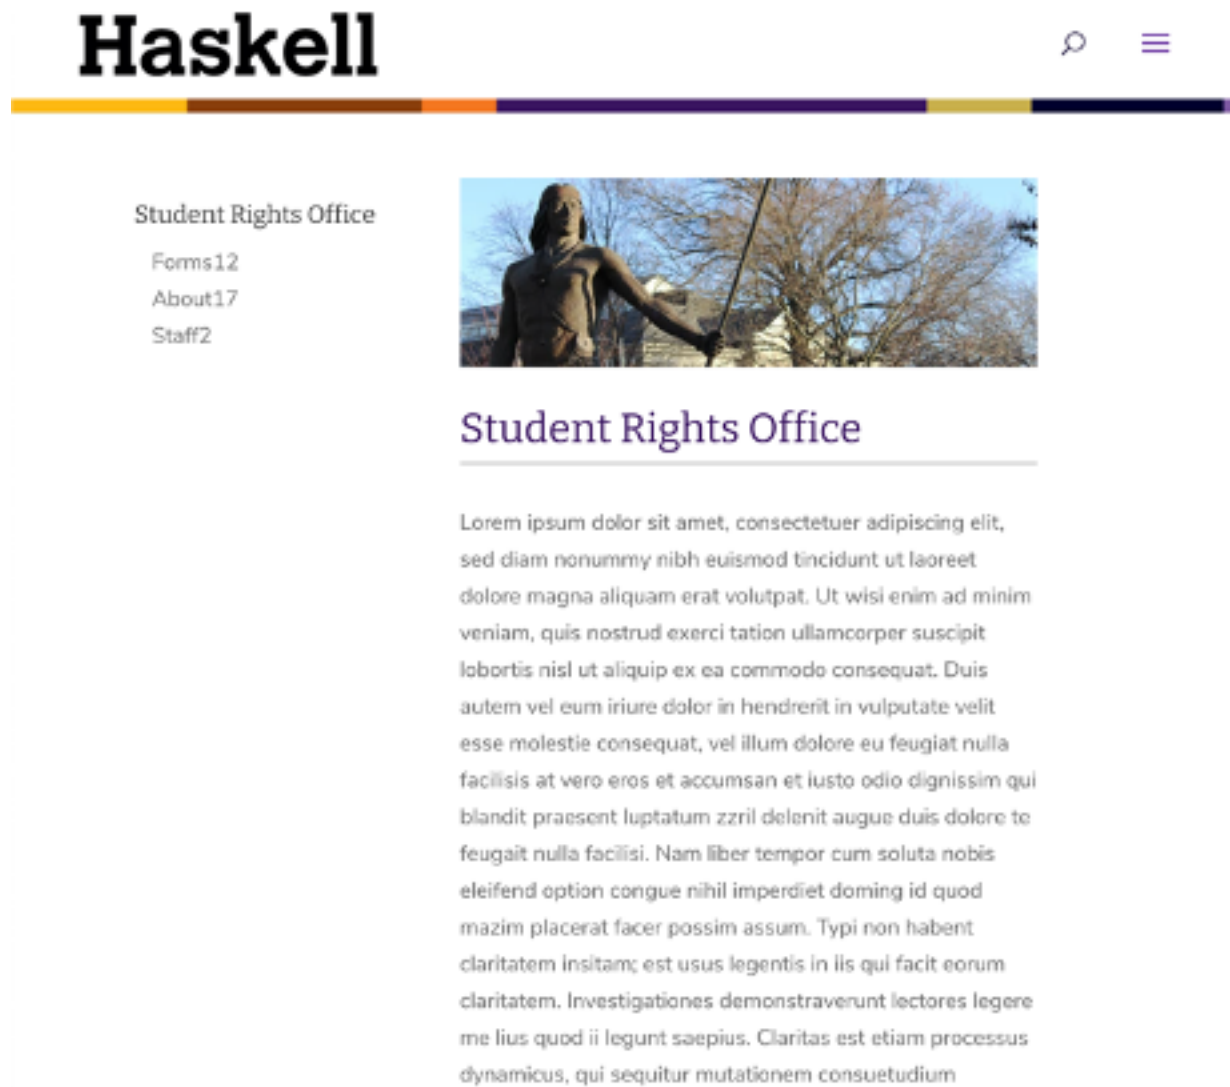 Haskell
Student Rights Office
Forms12
About17
Staff2
Student Rights Office
Lorem ipsum dolor sit amet, consectetuer adipiscing elit,
sed diam nonummy nibh euismod tincidunt ut laoreet
dolore magna aliquam erat volutpat. Ut wisi enim ad minim
veniam, quis nostrud exerci tation ullamcorper suscipit
lobortis nisl ut aliquip ex ea commodo consequat. Duis
autem vel eum iriure dolor in hendrerit in vulputate velit
esse molestie consequat, vel illum dolore eu feugiat nulla
facilisis at vero eros et accumsan et iusto odio dignissim qui
blandit praesent luptatum zzril delenit augue duis dolore te
feugait nulla facilisi. Nam liber tempor cum soluta nobis
eleifend option congue nihil imperdiet doming id quod
mazim placerat facer possim assum. Typi non habent
claritatem insitam; est usus legentis in iis qui facit eorum
claritatem. Investigationes demonstraverunt lectores legere
me lius quod ii legunt saepius. Claritas est etiam processus
dynamicus, qui sequitur mutationem consuetudium